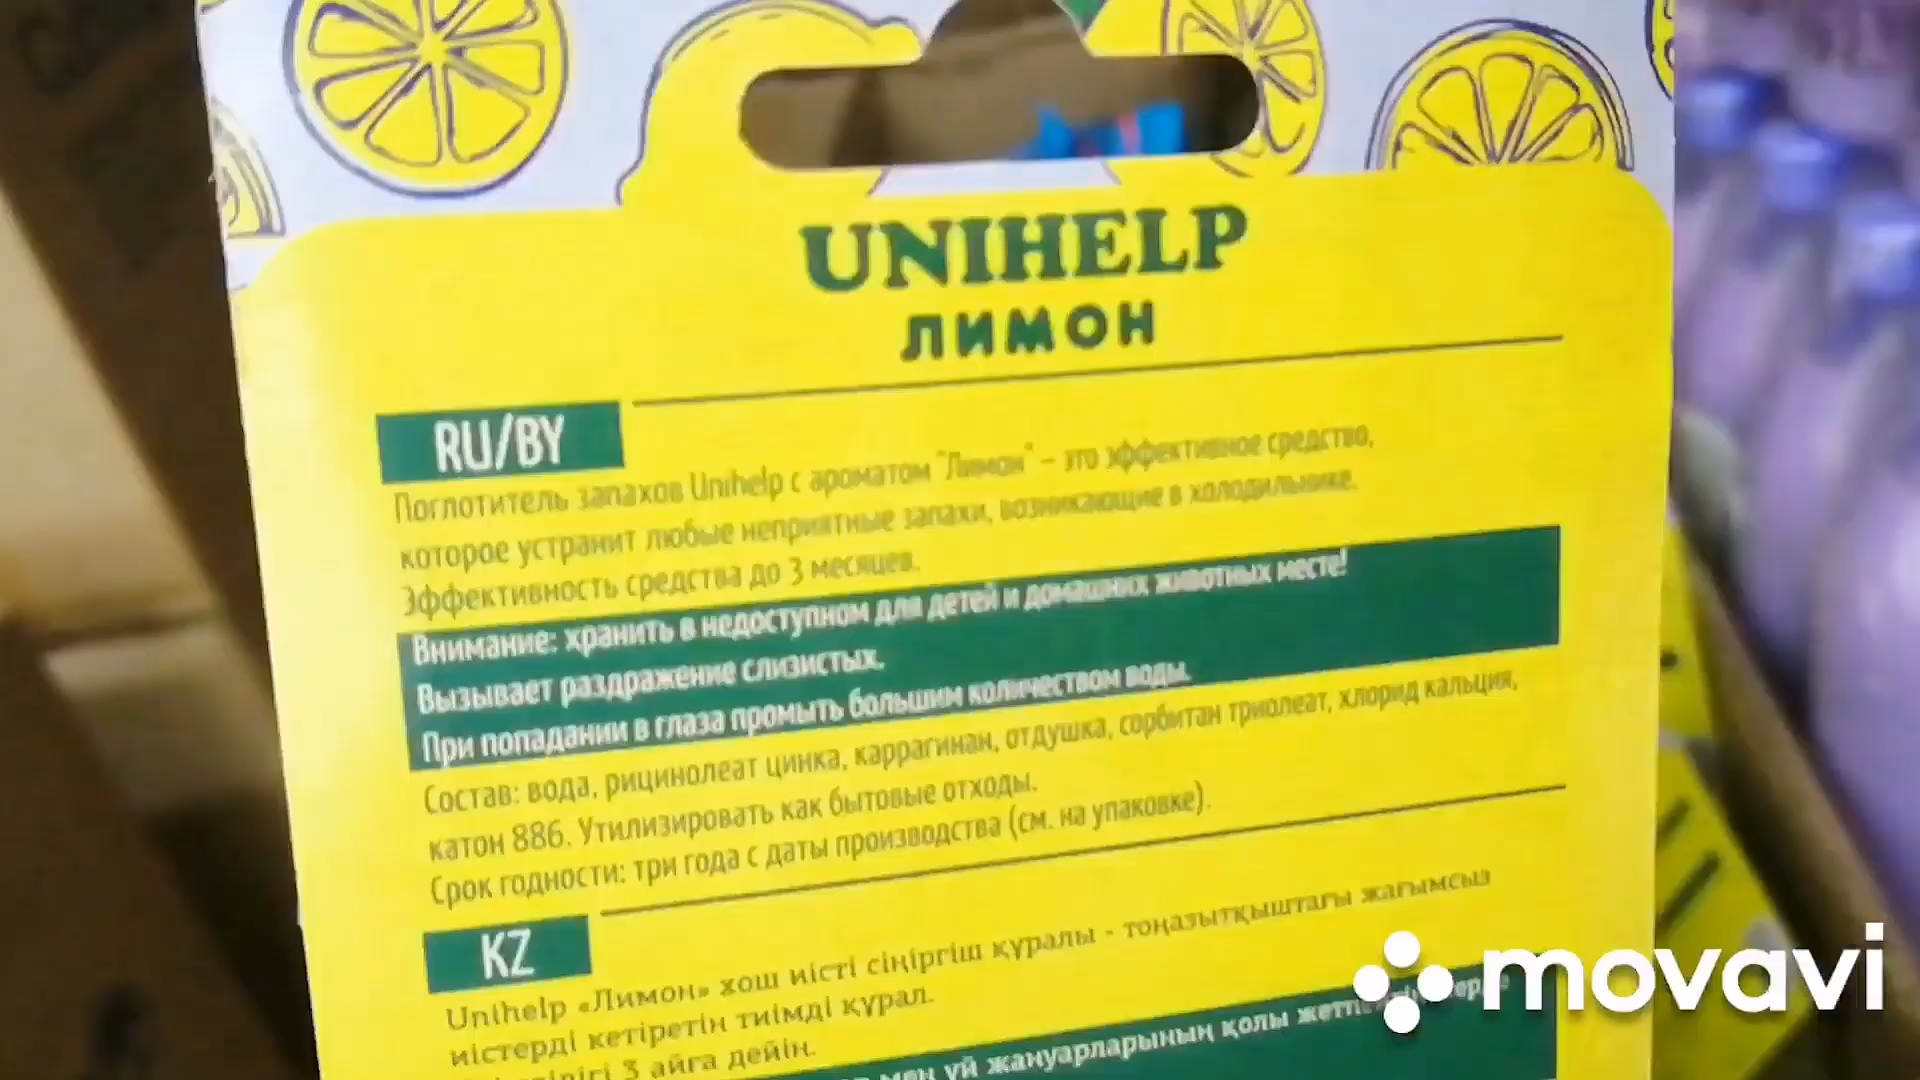 UNIHELP
ЛИМОН
RU/BY
Поглотитель запахов Unihelp с ароматом "Лимон" – это эффективное средство,
которое устранит любые неприятные запахи, возникающие в холодильнике.
Эффективность средства до 3 месяцев.
Внимание: хранить в недоступном для детей и домашних животных месте!
Вызывает раздражение слизистых.
При попадании в глаза промыть большим количеством воды.
Состав: вода, рицинолеат цинка, каррагинан, отдушка, сорбитан триолеат, хлорид кальция,
катон 886. Утилизировать как бытовые отходы.
Срок годности: три года с даты производства (см. на упаковке).
KZ
Unihelp «Лимон» хош иісті сіңіргіш құралы - тоңазытқыштағы жағымсыз
иістерді кетіретін тиімді құрал.
3 айға дейін.
мен үй жануарларының қолы
movavi